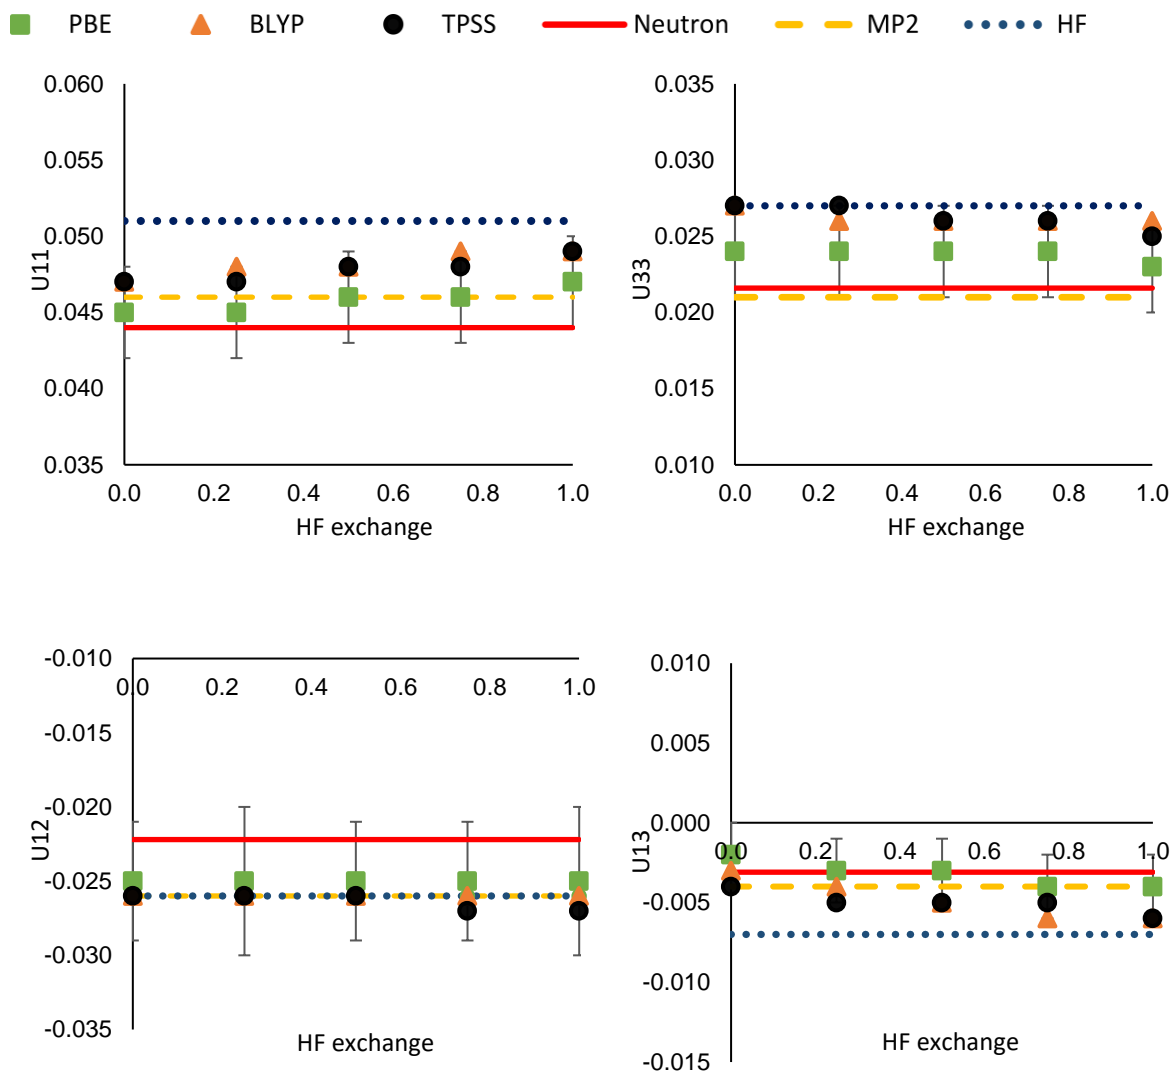 PBE BLYP TPSS Neutron MP2 HF
0.060
0.055
0.050
0.045
0.040
0.035
U11
0.0 0.2 0.4 0.6 0.8 1.0
HF exchange
0.035
0.030
0.025
0.020
0.015
0.010
U33
0.0 0.2 0.4 0.6 0.8 1.0
HF exchange
-0.010
-0.015
-0.020
-0.025
-0.030
-0.035
U12
0.0 0.2 0.4 0.6 0.8 1.0
HF exchange
0.010
0.005
0.000
-0.005
-0.010
-0.015
U13
0.0 0.2 0.4 0.6 0.8 1.0
HF exchange